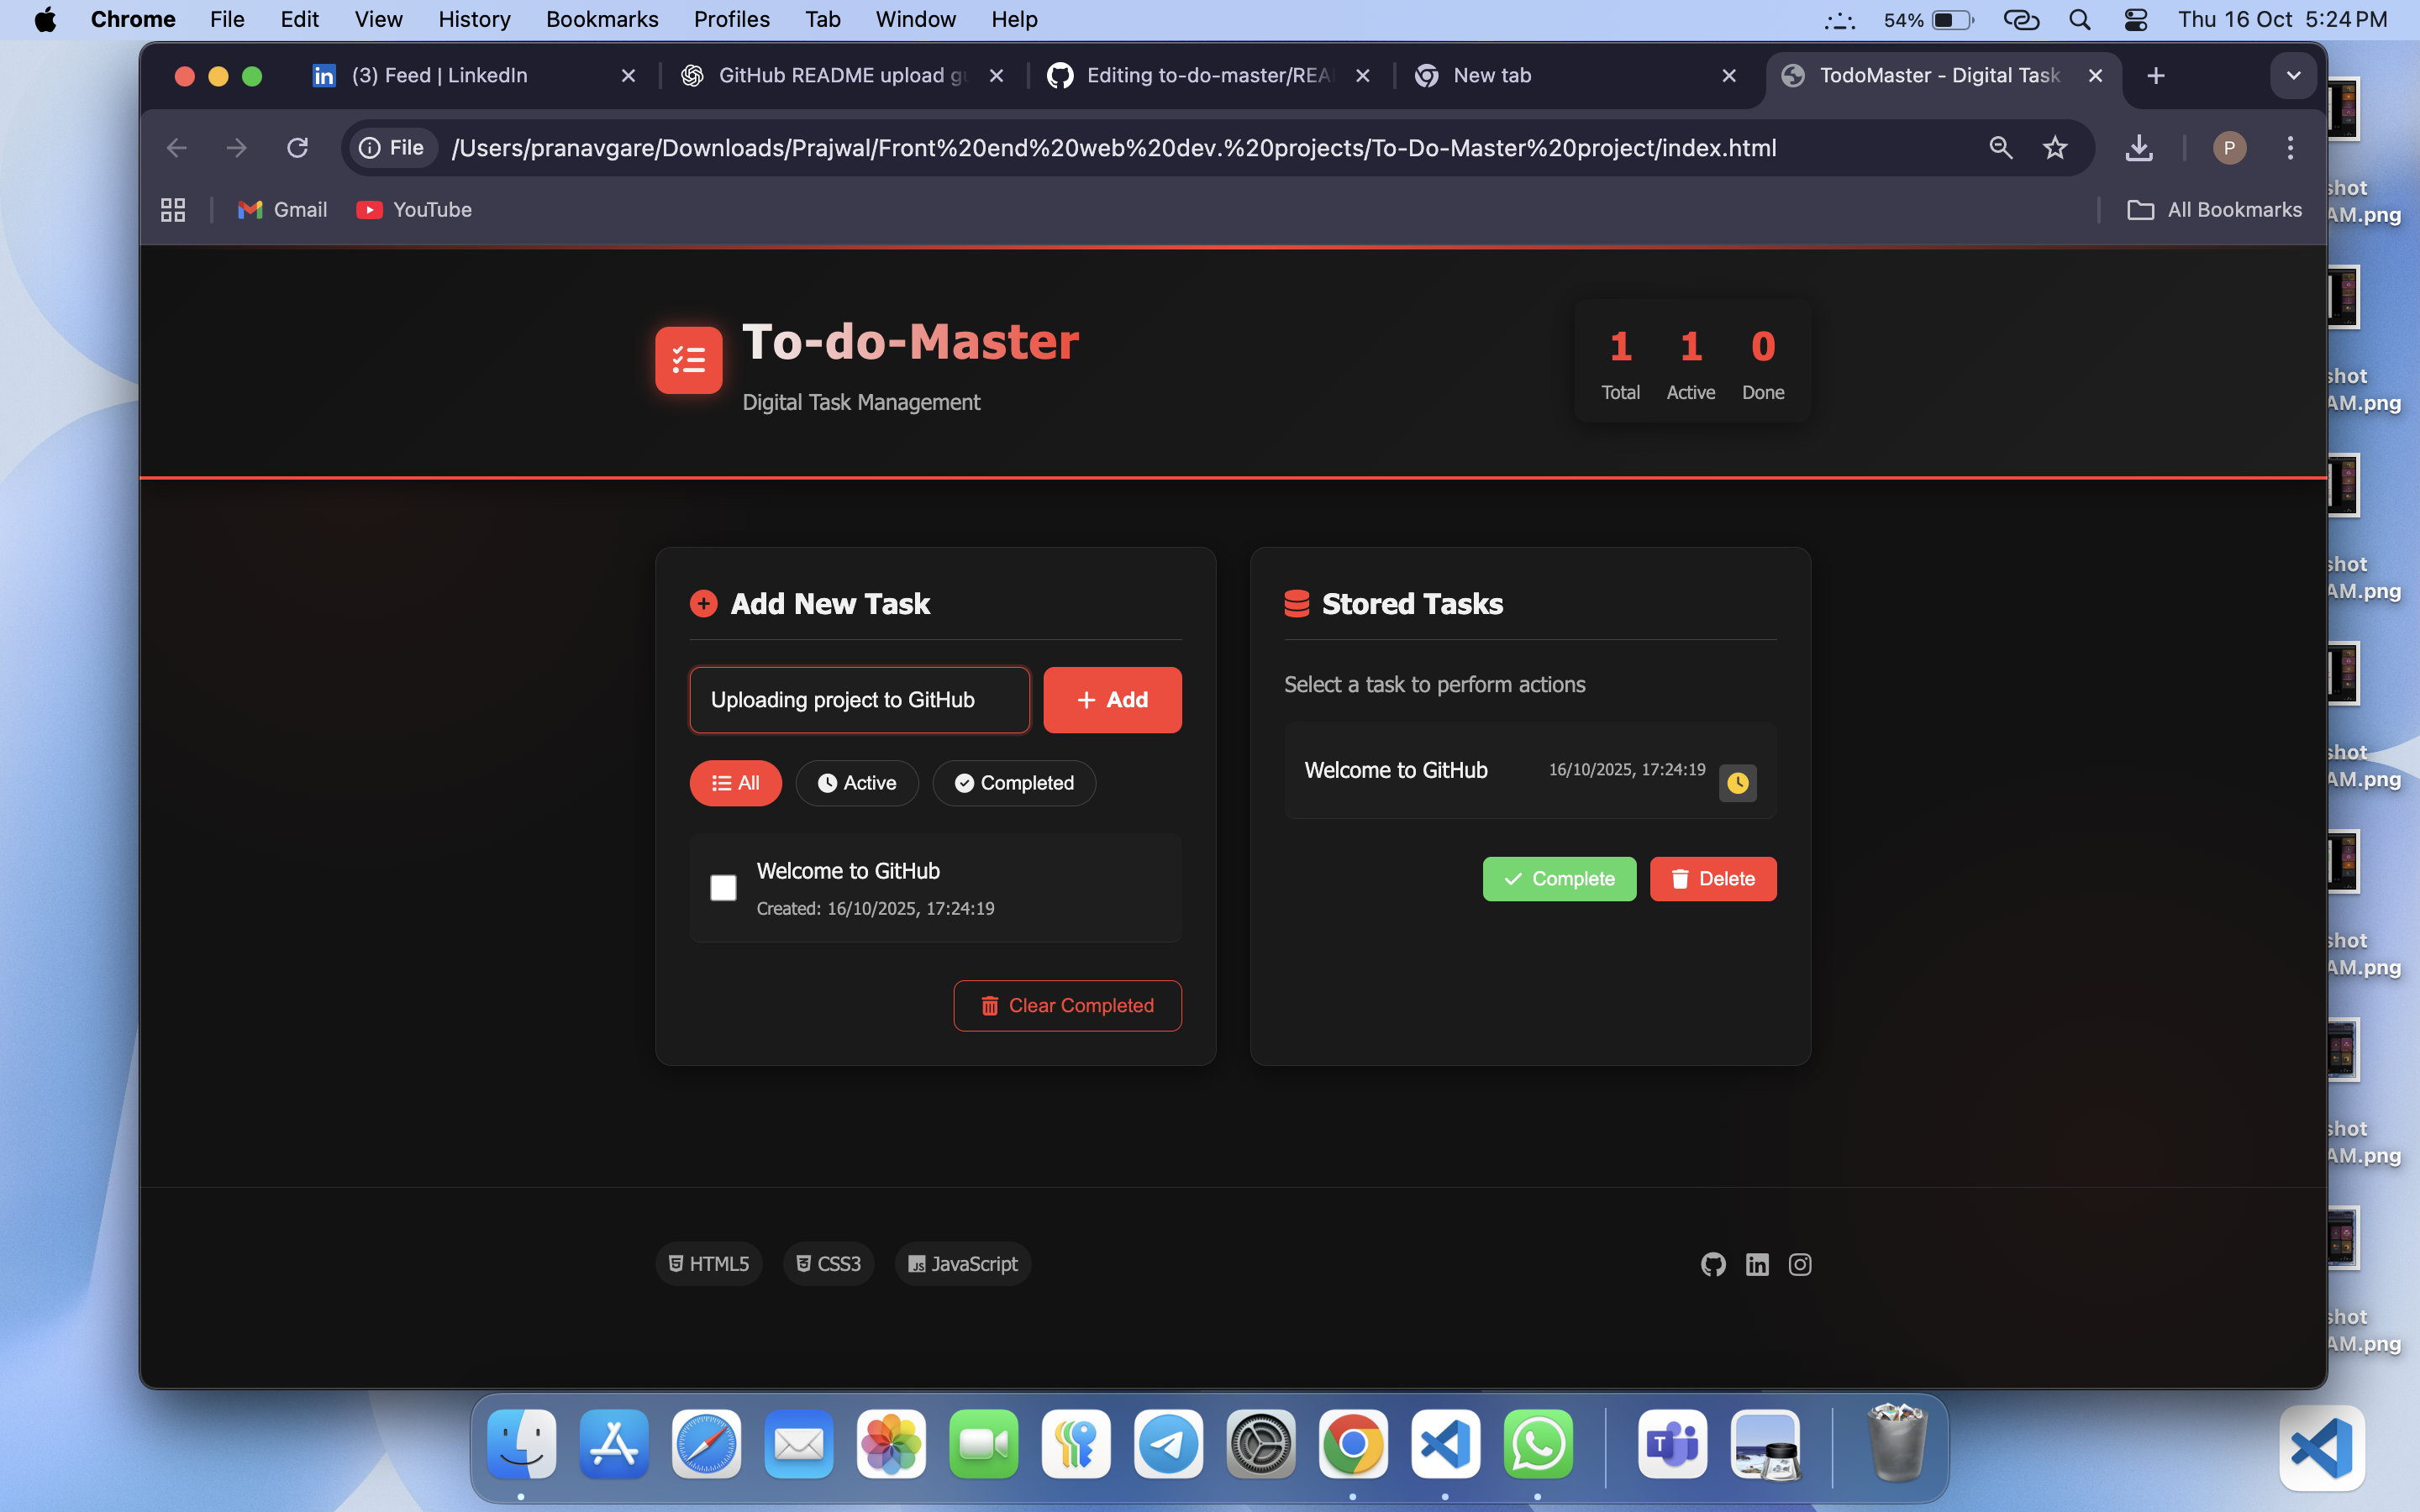 Chrome File Edit View History Bookmarks Profiles Tab Window Help 54% Thu 16 Oct 5:24 PM
in (3) Feed | LinkedIn GitHub README upload Editing to-do-master/REA New tab TodoMaster - Digital Task
File /Users/pranavgare/Downloads/Prajwal/Front%20end%20web%20dev.%20projects/To-Do-Master%20project/index.html P
Gmail YouTube All Bookmarks
To-do-Master
Digital Task Management
1 1 0
Total Active Done
Add New Task
Uploading project to GitHub + Add
All Active Completed
Welcome to GitHub
Created: 16/10/2025, 17:24:19
Clear Completed
Stored Tasks
Select a task to perform actions
Welcome to GitHub 16/10/2025, 17:24:19
Complete Delete
HTML5 CSS3 JS JavaScript in
shot
AM.png
shot
AM.png
shot
AM.png
shot
AM.png
shot
AM.png
shot
AM.png
shot
AM.png
T